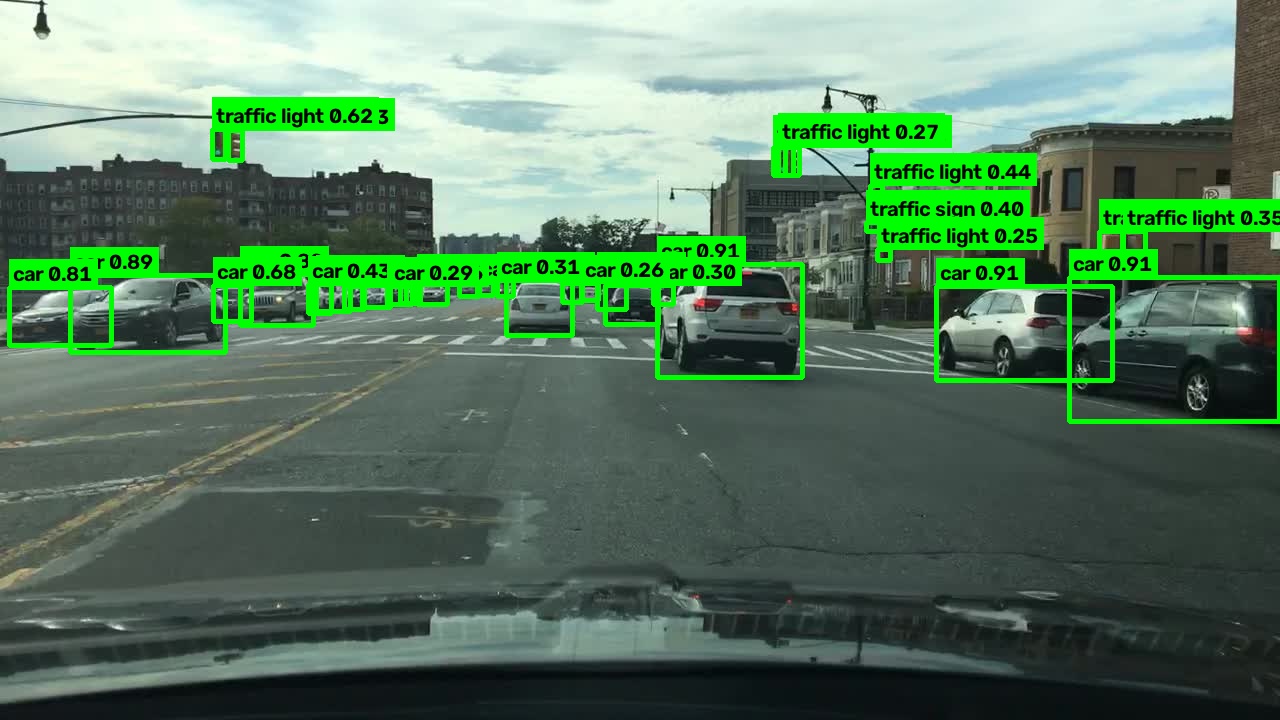 traffic light 0.62 3
traffic light 0.27
traffic light 0.44
traffic sign 0.40
traffic light 0.25
traffic light 0.35
car 0.91
car 0.81
0.89
car 0.68
car 0.43
car 0.29
car 0.31
car 0.26
ar 0.30
car 0.91
car 0.91